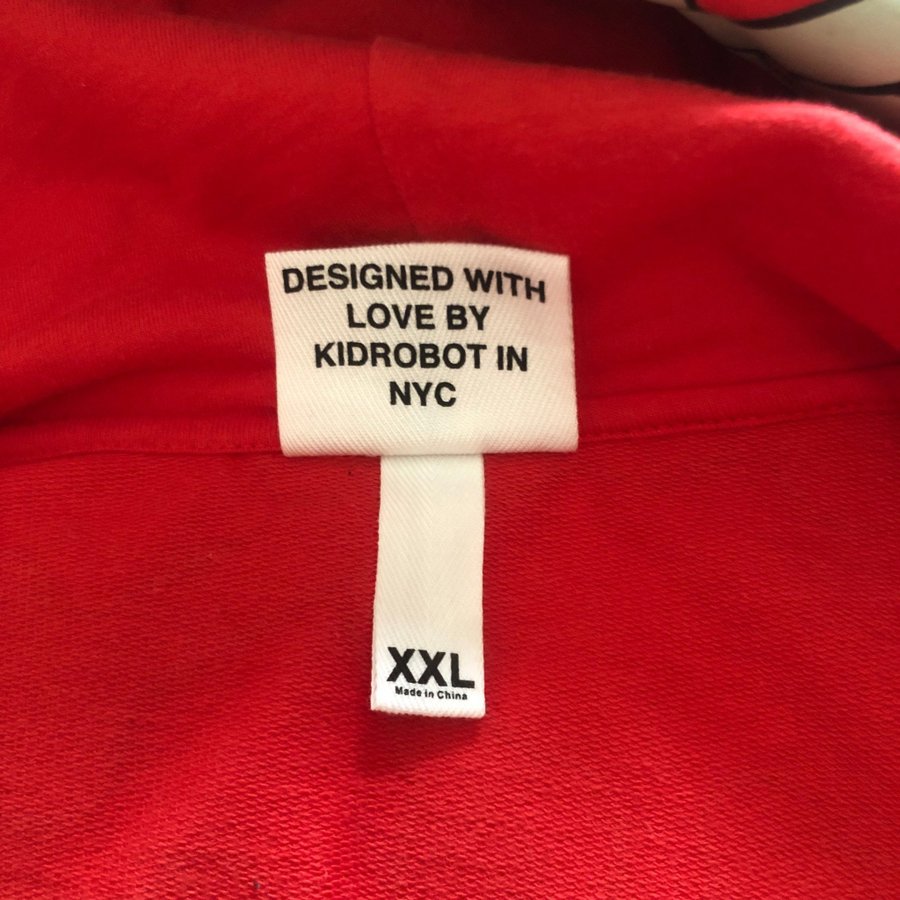 DESIGNED WITH
LOVE BY
KIDROBOT IN
NYC
XXL
Made in China